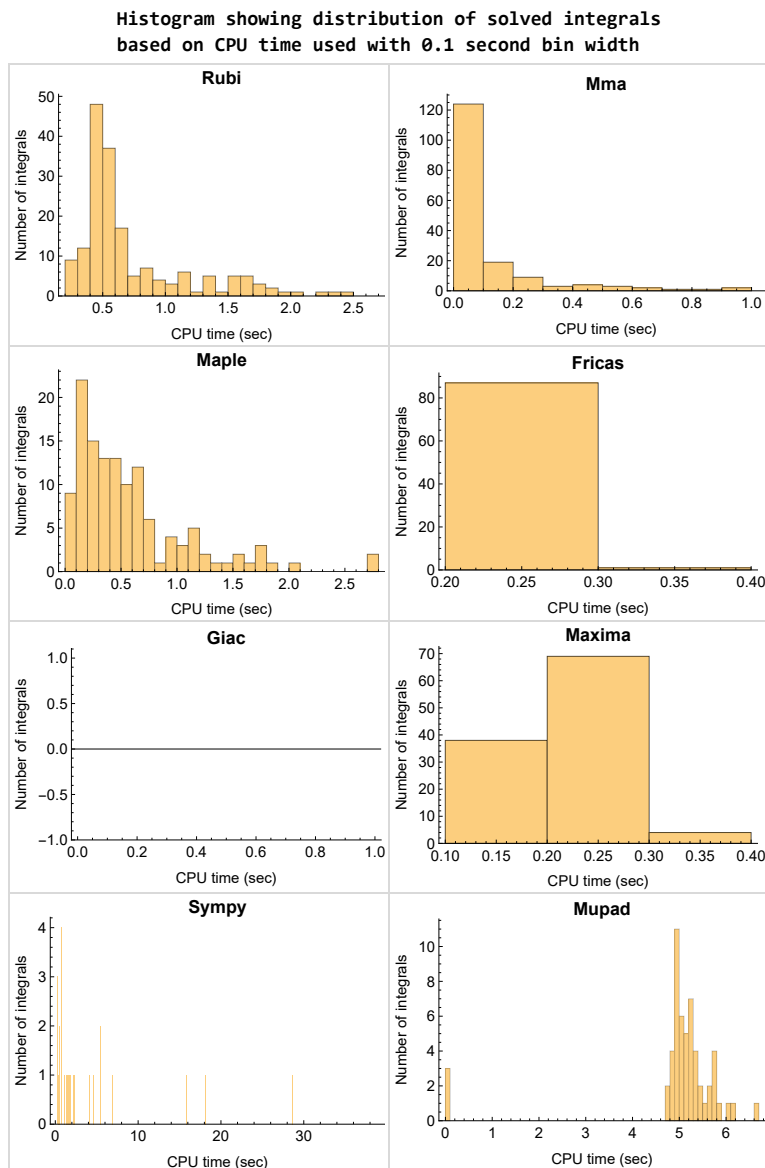 Histogram showing distribution of solved integrals
based on CPU time used with 0.1 second bin width
Rubi
Number of integrals
50
40
30
20
10
0
0.5 1.0 1.5 2.0 2.5
CPU time (sec)
Mma
Number of integrals
120
100
80
60
40
20
0
0.0 0.2 0.4 0.6 0.8 1.0
CPU time (sec)
Maple
Number of integrals
20
15
10
5
0
0.0 0.5 1.0 1.5 2.0 2.5
CPU time (sec)
Fricas
Number of integrals
80
60
40
20
0
0.20 0.25 0.30 0.35 0.40
CPU time (sec)
Giac
Number of integrals
1.0
0.5
0.0
−0.5
−1.0
0.0 0.2 0.4 0.6 0.8 1.0
CPU time (sec)
Maxima
Number of integrals
70
60
50
40
30
20
10
0
0.10 0.15 0.20 0.25 0.30 0.35 0.40
CPU time (sec)
Sympy
Number of integrals
4
3
2
1
0
0 10 20 30
CPU time (sec)
Mupad
Number of integrals
10
8
6
4
2
0
0 1 2 3 4 5 6
CPU time (sec)